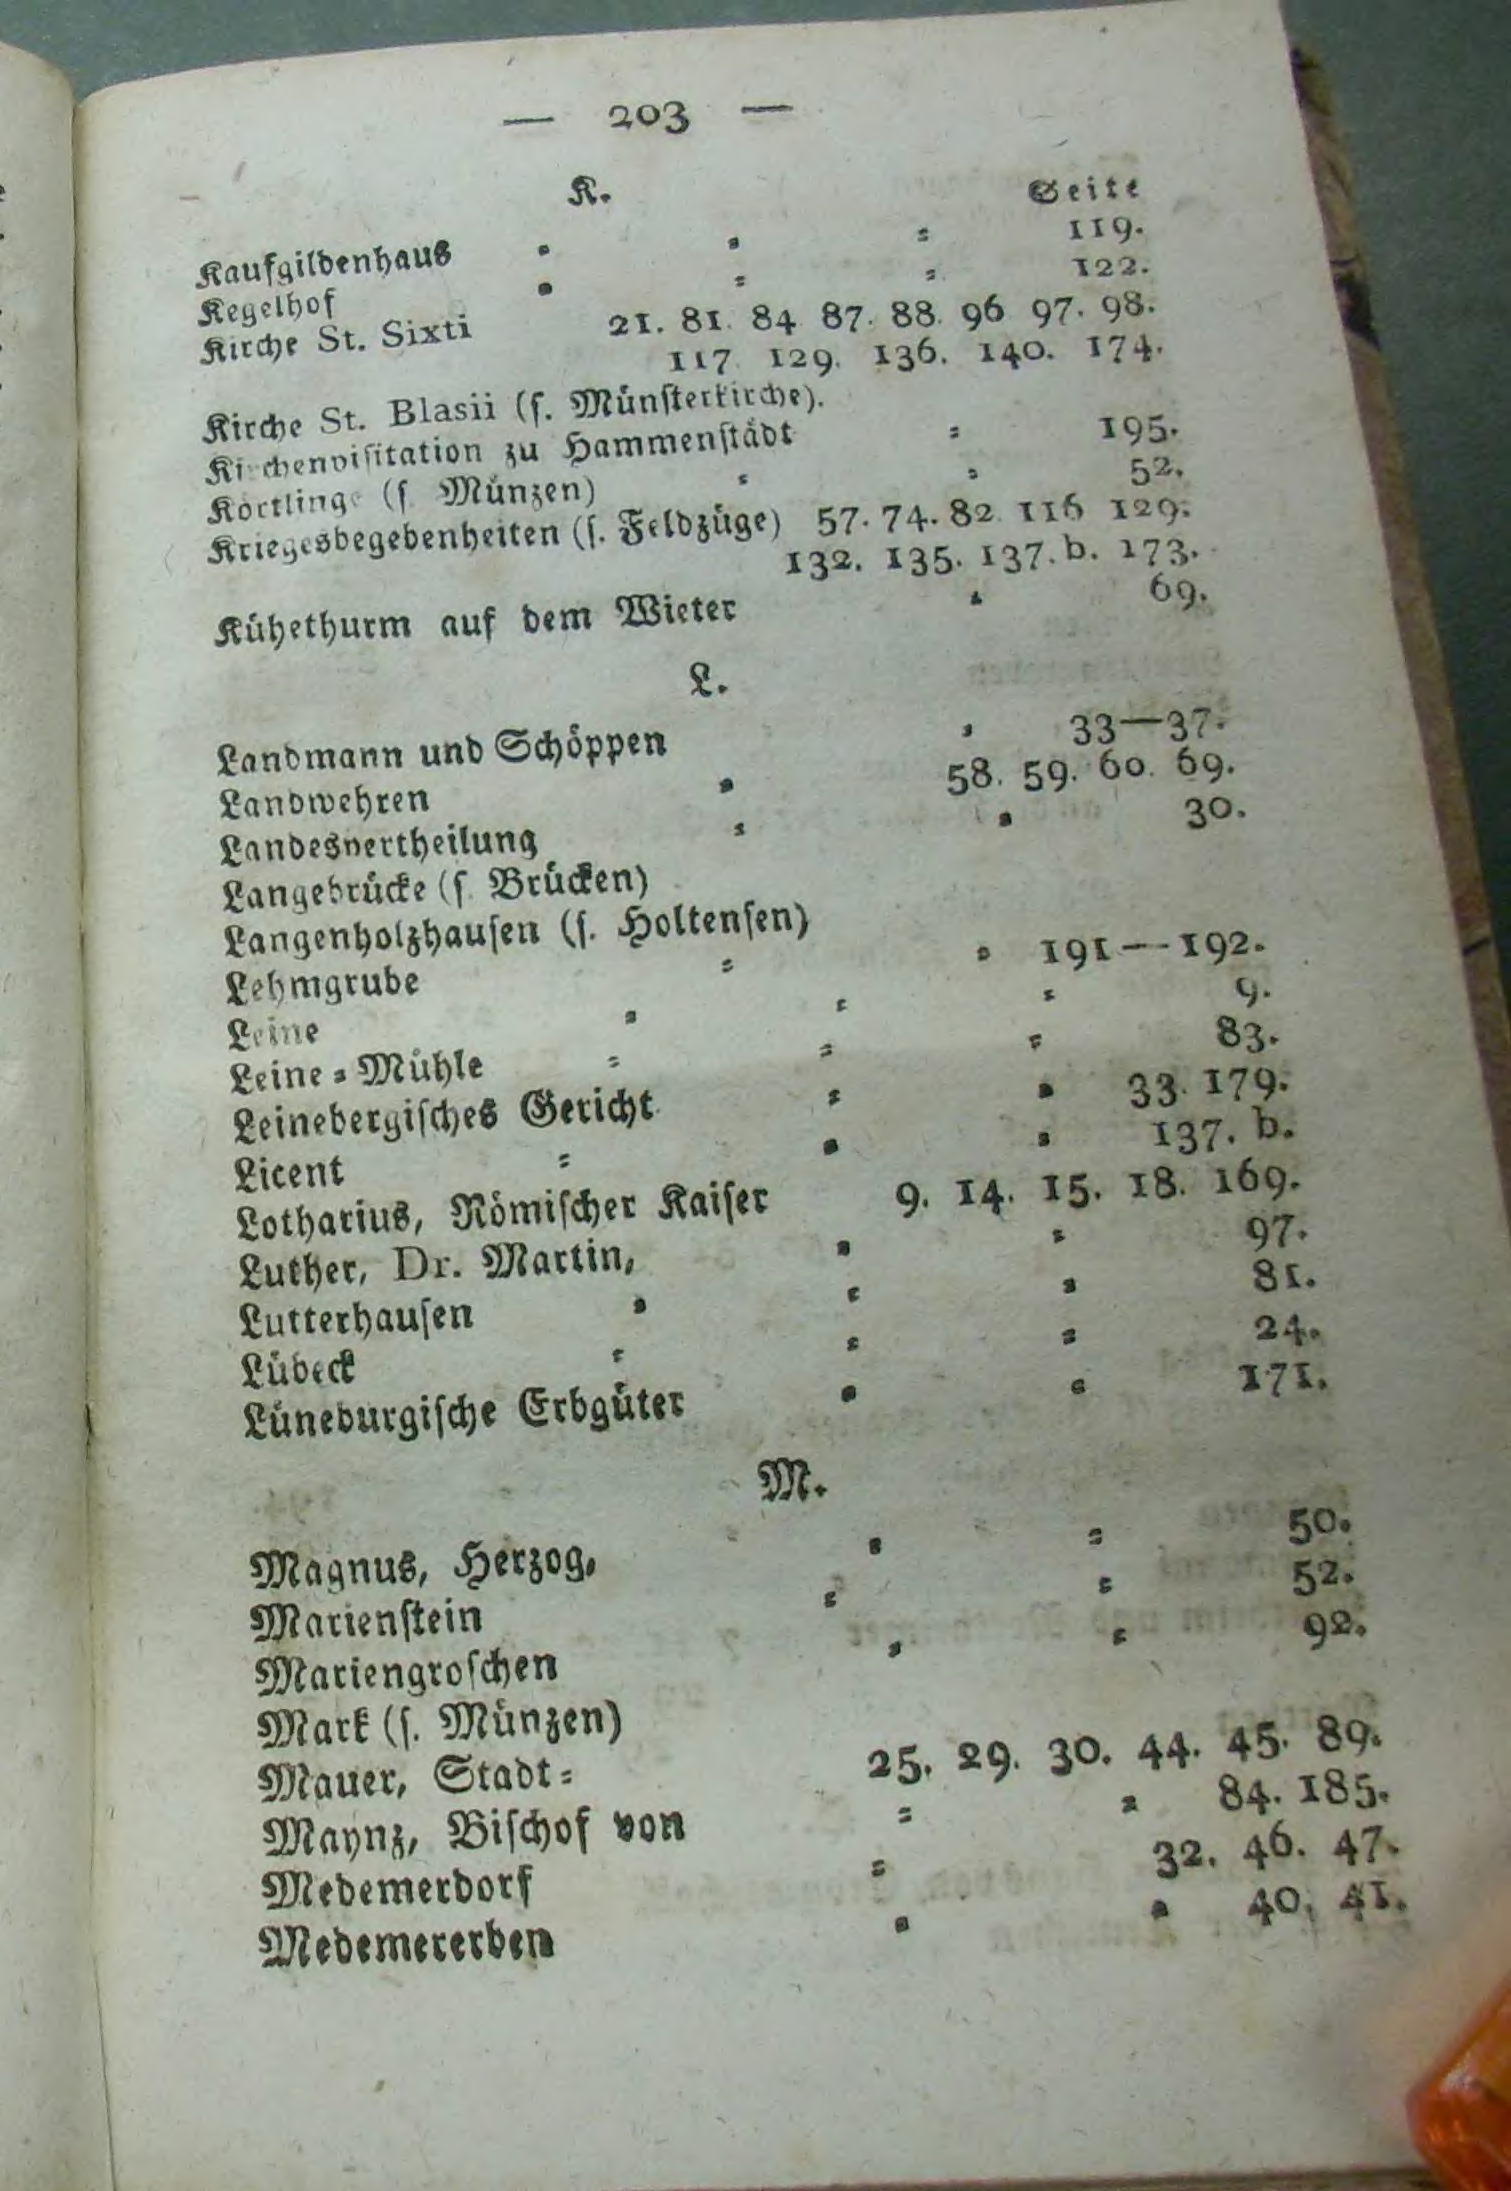 — 203 —
K. Seite
Kaufgildenhaus = = = 119.
Kegelhof = = = 122.
Kirche St. Sixti 21. 81. 84 87. 88. 96 97. 98.
117 129. 136. 140. 174.
Kirche St. Blasii (ſ. Münſterkirche).
Kirchenviſitation zu Hammenſtädt = 195.
Körtlinge (ſ. Münzen) = = 52.
Kriegesbegebenheiten (ſ. Feldzüge) 57. 74. 82. 116 129.
132. 135. 137. b. 173.
Kühethurm auf dem Wieter = 69.
L.
Landmann und Schöppen = 33—37.
Landwehren = 58. 59. 60. 69.
Landesvertheilung = = 30.
Langebrücke (ſ. Brücken)
Langenholzhauſen (ſ. Holtenſen)
Lehmgrube = = 191—192.
Leine = = = 9.
Leine=Mühle = = = 83.
Leinebergiſches Gericht = = 33. 179.
Licent = = = 137. b.
Lotharius, Römiſcher Kaiſer 9. 14. 15. 18. 169.
Luther, Dr. Martin, = = 97.
Lutterhauſen = = = 81.
Lübeck = = = 24.
Lüneburgiſche Erbgüter = = 171.
M.
Magnus, Herzog, = = 50.
Marienſtein = = 52.
Mariengroſchen = = 92.
Mark (ſ. Münzen)
Mauer, Stadt= 25. 29. 30. 44. 45. 89.
Maynz, Biſchof von = = 84. 185.
Medemerdorf = 32. 46. 47.
Medemererben = = 40. 41.